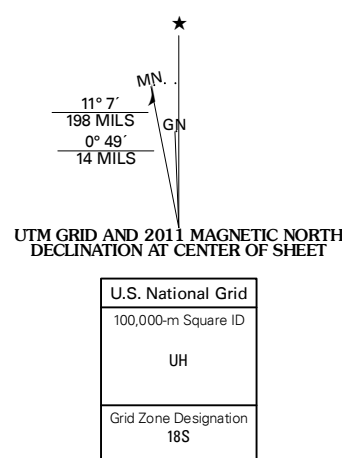 ★
MN
11° 7´
198 MILS
GN
0° 49´
14 MILS
UTM GRID AND 2011 MAGNETIC NORTH
DECLINATION AT CENTER OF SHEET
U.S. National Grid
100,000-m Square ID
UH
Grid Zone Designation
18S